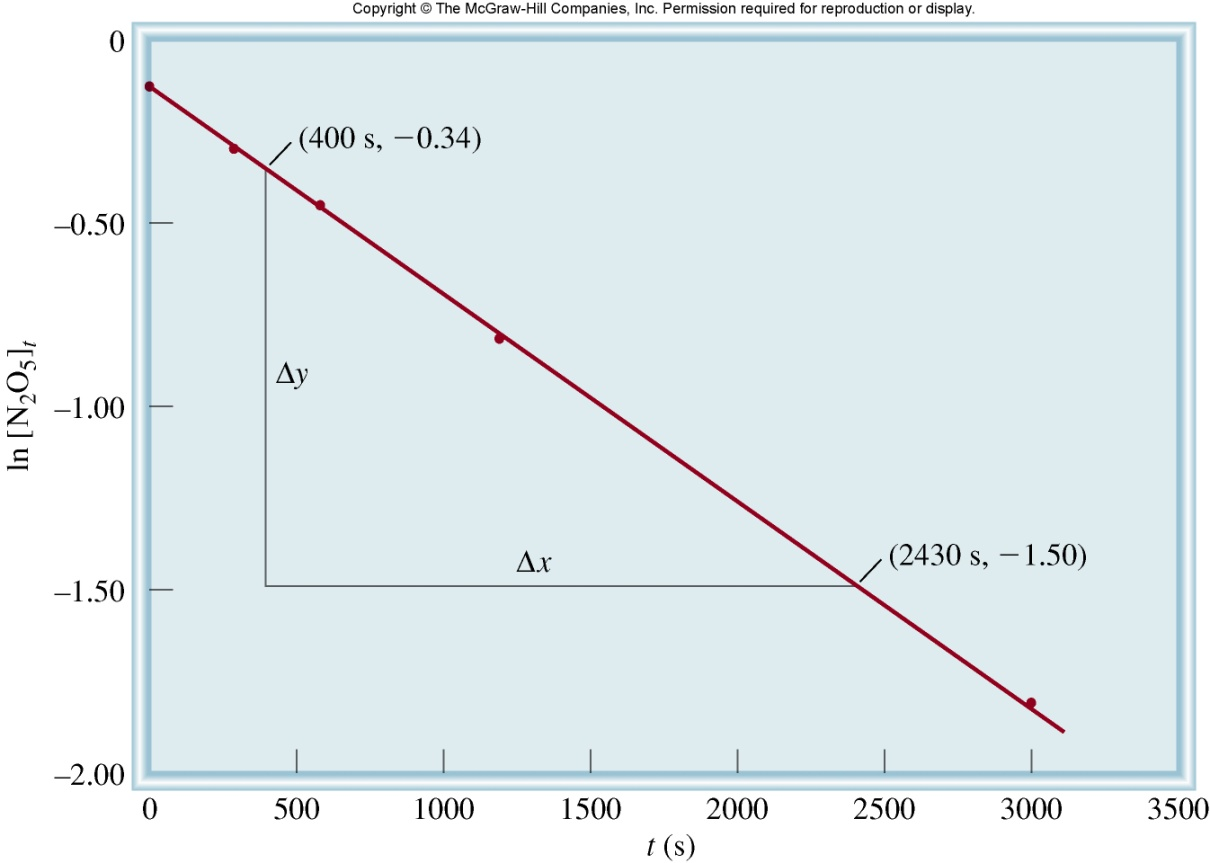 Copyright © The McGraw-Hill Companies, Inc. Permission required for reproduction or display.
0
(400 s, −0.34)
–0.50
Δy
ln [N₂O₅]ₜ
–1.00
(2430 s, −1.50)
Δx
–1.50
–2.00
0 500 1000 1500 2000 2500 3000 3500
t (s)